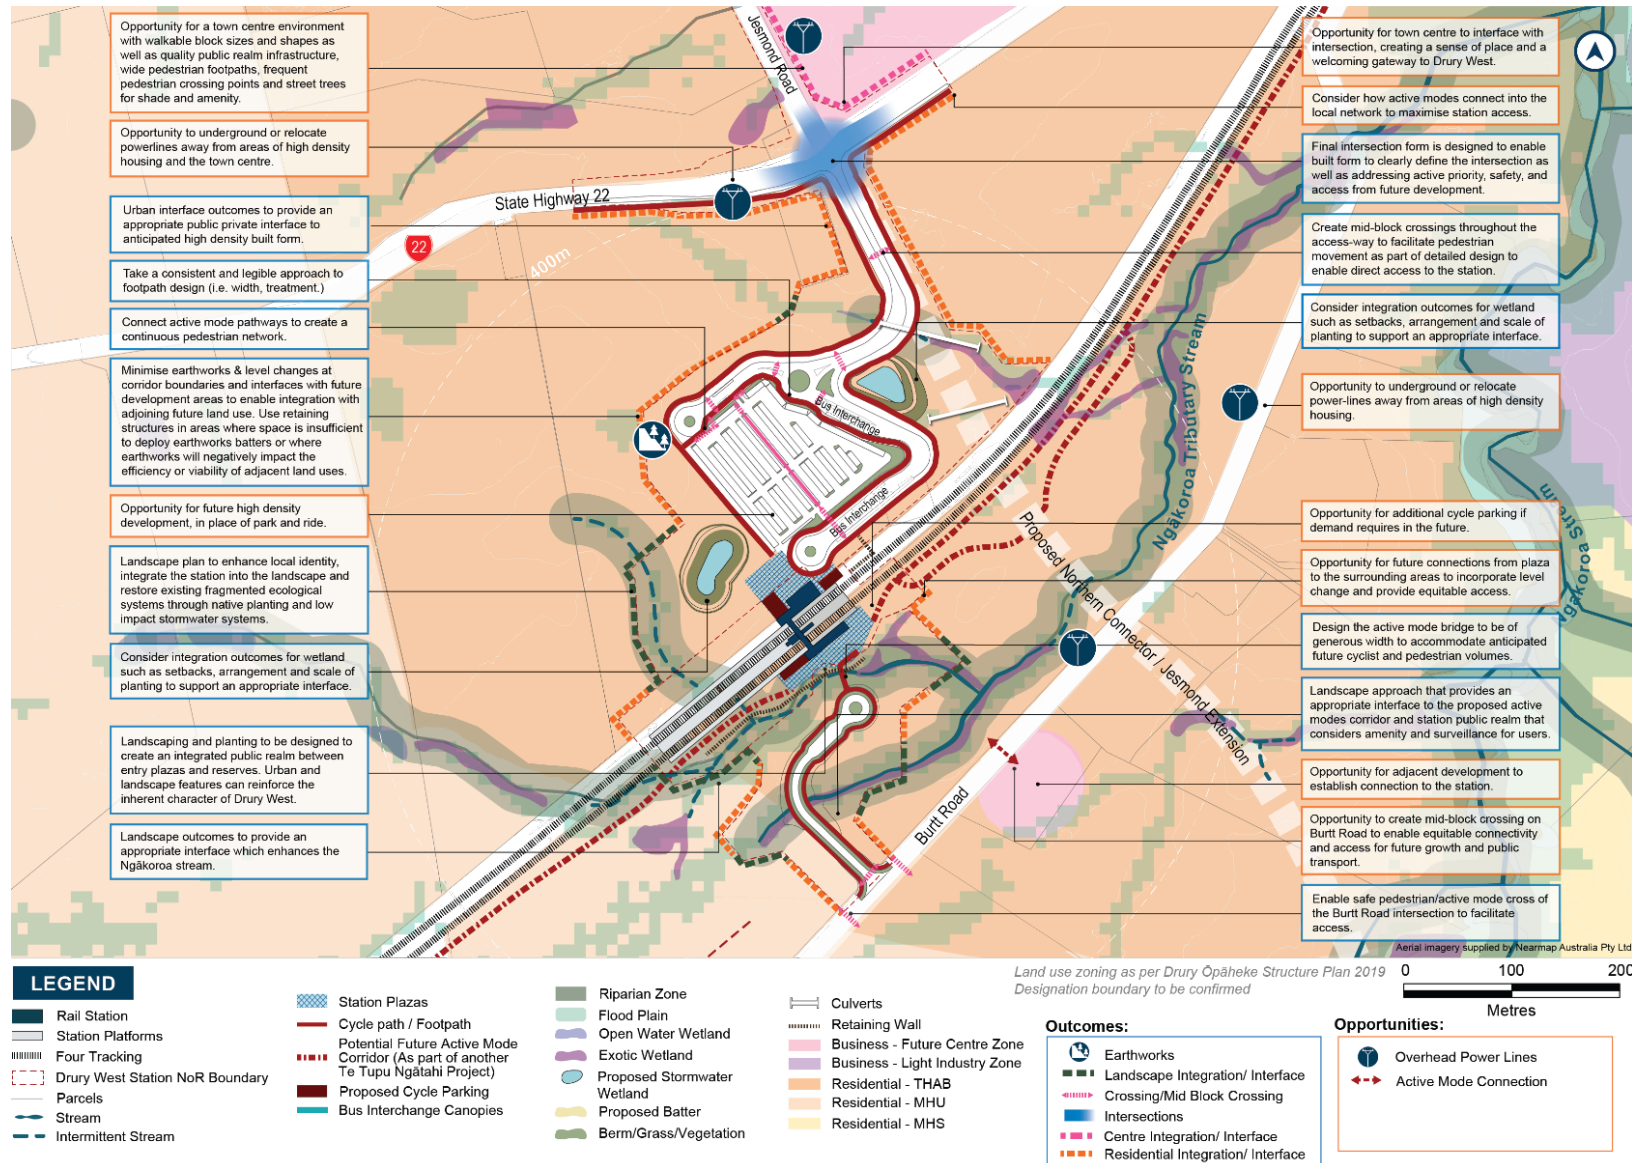 Opportunity for a town centre environment
with walkable block sizes and shapes as
well as quality public realm infrastructure,
wide pedestrian footpaths, frequent
pedestrian crossing points and street trees
for shade and amenity.
Opportunity to underground or relocate
powerlines away from areas of high density
housing and the town centre.
Urban interface outcomes to provide an
appropriate public private interface to
anticipated high density built form.
Take a consistent and legible approach to
footpath design (i.e. width, treatment.)
Connect active mode pathways to create a
continuous pedestrian network.
Minimise earthworks & level changes at
corridor boundaries and interfaces with future
development areas to enable integration with
adjoining future land use. Use retaining
structures in areas where space is insufficient
to deploy earthworks batters or where
earthworks will negatively impact the
efficiency or viability of adjacent land uses.
Opportunity for future high density
development, in place of park and ride.
Landscape plan to enhance local identity,
integrate the station into the landscape and
restore existing fragmented ecological
systems through native planting and low
impact stormwater systems.
Consider integration outcomes for wetland
such as setbacks, arrangement and scale of
planting to support an appropriate interface.
Landscaping and planting to be designed to
create an integrated public realm between
entry plazas and reserves. Urban and
landscape features can reinforce the
inherent character of Drury West.
Landscape outcomes to provide an
appropriate interface which enhances the
Ngākoroa stream.
Jesmond Road
State Highway 22
22
400m
Bus Interchange
Bus Interchange
Ngākoroa Tributary Stream
Proposed Northern Connector / Jesmond Extension
Burtt Road
Ngākoroa Stream
Opportunity for town centre to interface with
intersection, creating a sense of place and a
welcoming gateway to Drury West.
Consider how active modes connect into the
local network to maximise station access.
Final intersection form is designed to enable
built form to clearly define the intersection as
well as addressing active priority, safety, and
access from future development.
Create mid-block crossings throughout the
access-way to facilitate pedestrian
movement as part of detailed design to
enable direct access to the station.
Consider integration outcomes for wetland
such as setbacks, arrangement and scale of
planting to support an appropriate interface.
Opportunity to underground or relocate
power-lines away from areas of high density
housing.
Opportunity for additional cycle parking if
demand requires in the future.
Opportunity for future connections from plaza
to the surrounding areas to incorporate level
change and provide equitable access.
Design the active mode bridge to be of
generous width to accommodate anticipated
future cyclist and pedestrian volumes.
Landscape approach that provides an
appropriate interface to the proposed active
modes corridor and station public realm that
considers amenity and surveillance for users.
Opportunity for adjacent development to
establish connection to the station.
Opportunity to create mid-block crossing on
Burtt Road to enable equitable connectivity
and access for future growth and public
transport.
Enable safe pedestrian/active mode cross of
the Burtt Road intersection to facilitate
access.
Aerial imagery supplied by Nearmap Australia Pty Ltd
LEGEND
Rail Station
Station Platforms
Four Tracking
Drury West Station NoR Boundary
Parcels
Stream
Intermittent Stream
Station Plazas
Cycle path / Footpath
Potential Future Active Mode
Corridor (As part of another
Te Tupu Ngātahi Project)
Proposed Cycle Parking
Bus Interchange Canopies
Riparian Zone
Flood Plain
Open Water Wetland
Exotic Wetland
Proposed Stormwater
Wetland
Proposed Batter
Berm/Grass/Vegetation
Culverts
Retaining Wall
Business - Future Centre Zone
Business - Light Industry Zone
Residential - THAB
Residential - MHU
Residential - MHS
Land use zoning as per Drury Ōpāheke Structure Plan 2019
Designation boundary to be confirmed
0 100 200
Metres
Outcomes:
Earthworks
Landscape Integration/ Interface
Crossing/Mid Block Crossing
Intersections
Centre Integration/ Interface
Residential Integration/ Interface
Opportunities:
Overhead Power Lines
Active Mode Connection